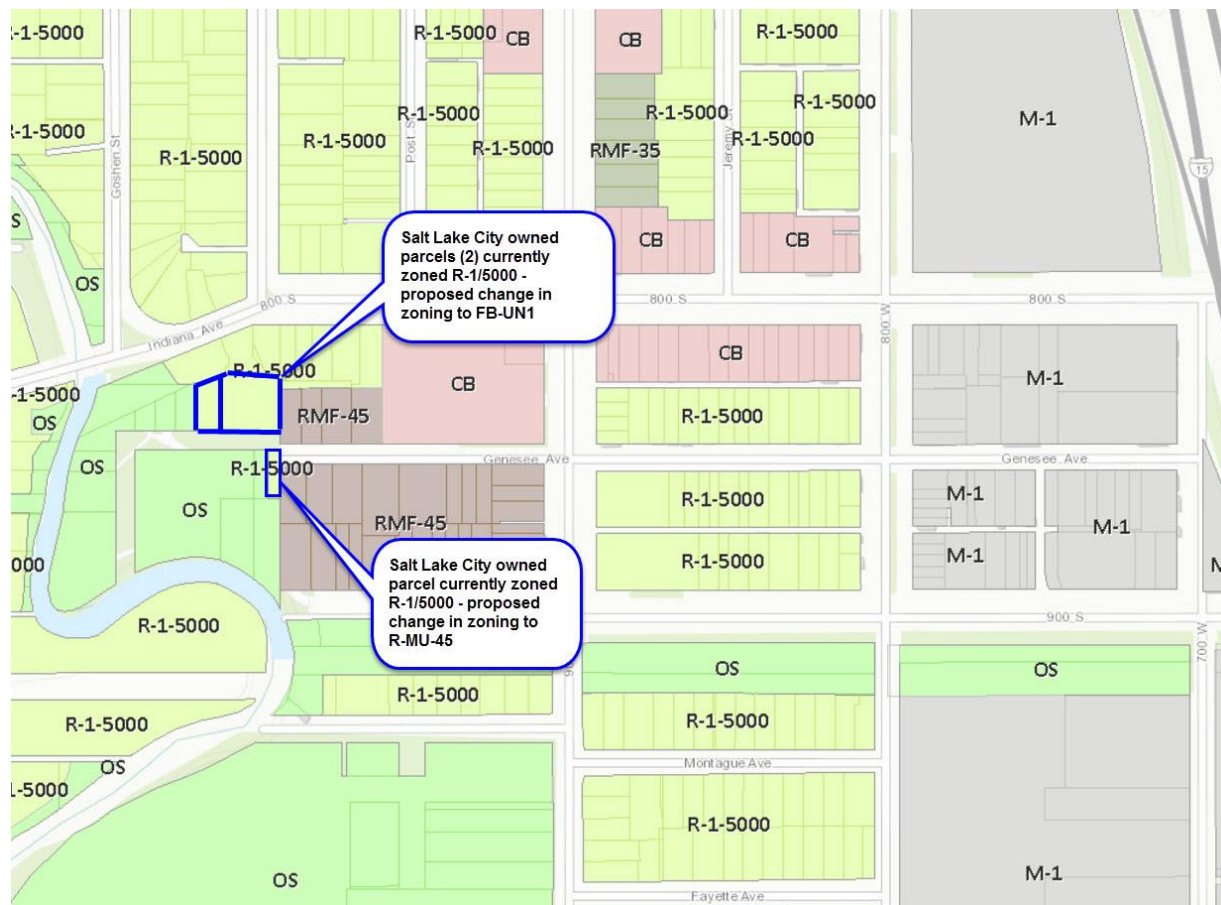 R-1-5000
CB
CB
R-1-5000
-1-5000
R-1-5000
R-1-5000
R-1-5000
M-1
-1-5000
Goshen St
R-1-5000
R-1-5000
Post St
R-1-5000
RMF-35
Jeremy St
R-1-5000
15
S
OS
Salt Lake City owned
parcels (2) currently
zoned R-1/5000 -
proposed change in
zoning to FB-UN1
CB
CB
800 S
800 S
800 W
800 S
Indiana Ave
R-1-5000
CB
CB
M-1
-1-5000
OS
RMF-45
R-1-5000
OS
R-1-5000
Genesee Ave
Genesee Ave
OS
RMF-45
R-1-5000
M-1
M-1
000
Salt Lake City owned
parcel currently zoned
R-1/5000 - proposed
change in zoning to
R-MU-45
R-1-5000
M-1
M
R-1-5000
900 S
700 W
9
OS
OS
R-1-5000
R-1-5000
R-1-5000
OS
Montague Ave
-1-5000
R-1-5000
OS
M-1
Fayette Ave